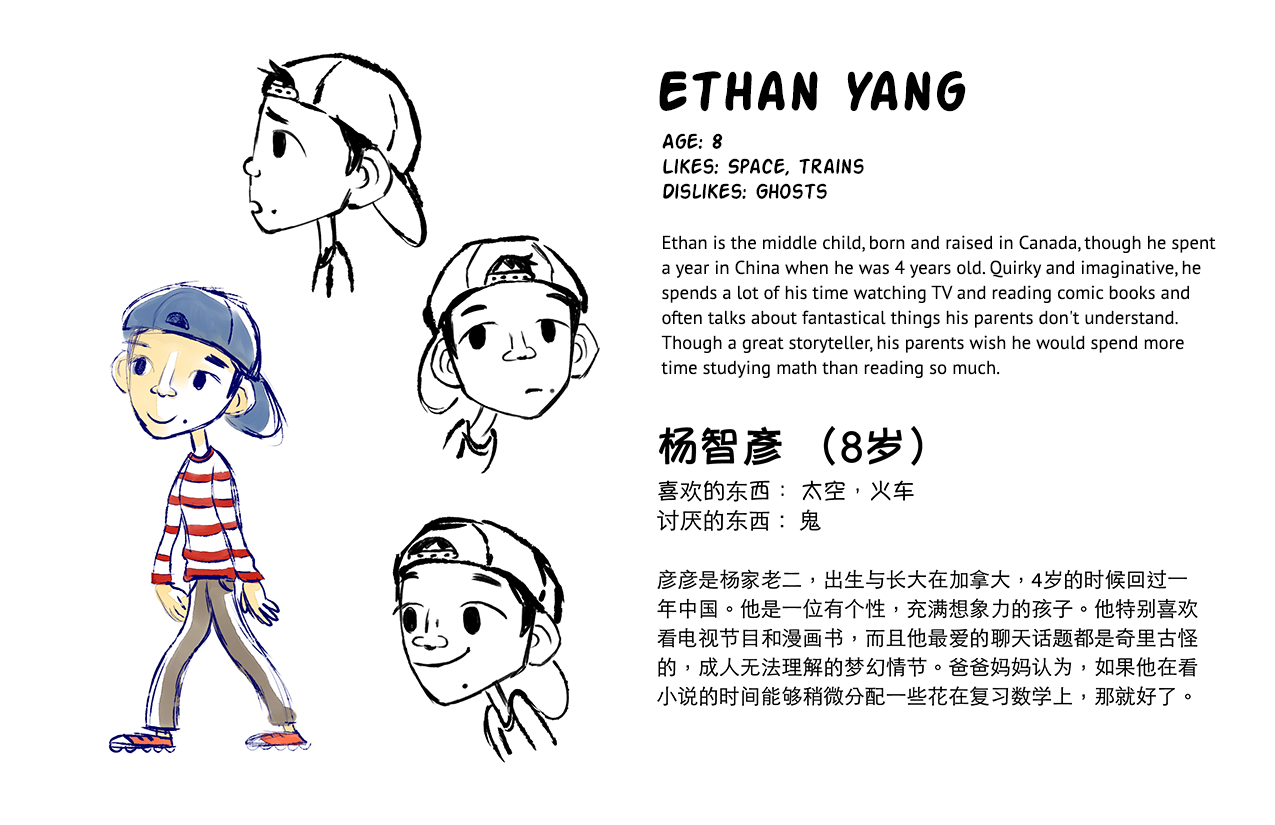 ETHAN YANG
AGE: 8
LIKES: SPACE, TRAINS
DISLIKES: GHOSTS
Ethan is the middle child, born and raised in Canada, though he spent
a year in China when he was 4 years old. Quirky and imaginative, he
spends a lot of his time watching TV and reading comic books and
often talks about fantastical things his parents don't understand.
Though a great storyteller, his parents wish he would spend more
time studying math than reading so much.
杨智彦 （8岁）
喜欢的东西： 太空，火车
讨厌的东西： 鬼
彦彦是杨家老二，出生与长大在加拿大，4岁的时候回过一
年中国。他是一位有个性，充满想象力的孩子。他特别喜欢
看电视节目和漫画书，而且他最爱的聊天话题都是奇里古怪
的，成人无法理解的梦幻情节。爸爸妈妈认为，如果他在看
小说的时间能够稍微分配一些花在复习数学上，那就好了。